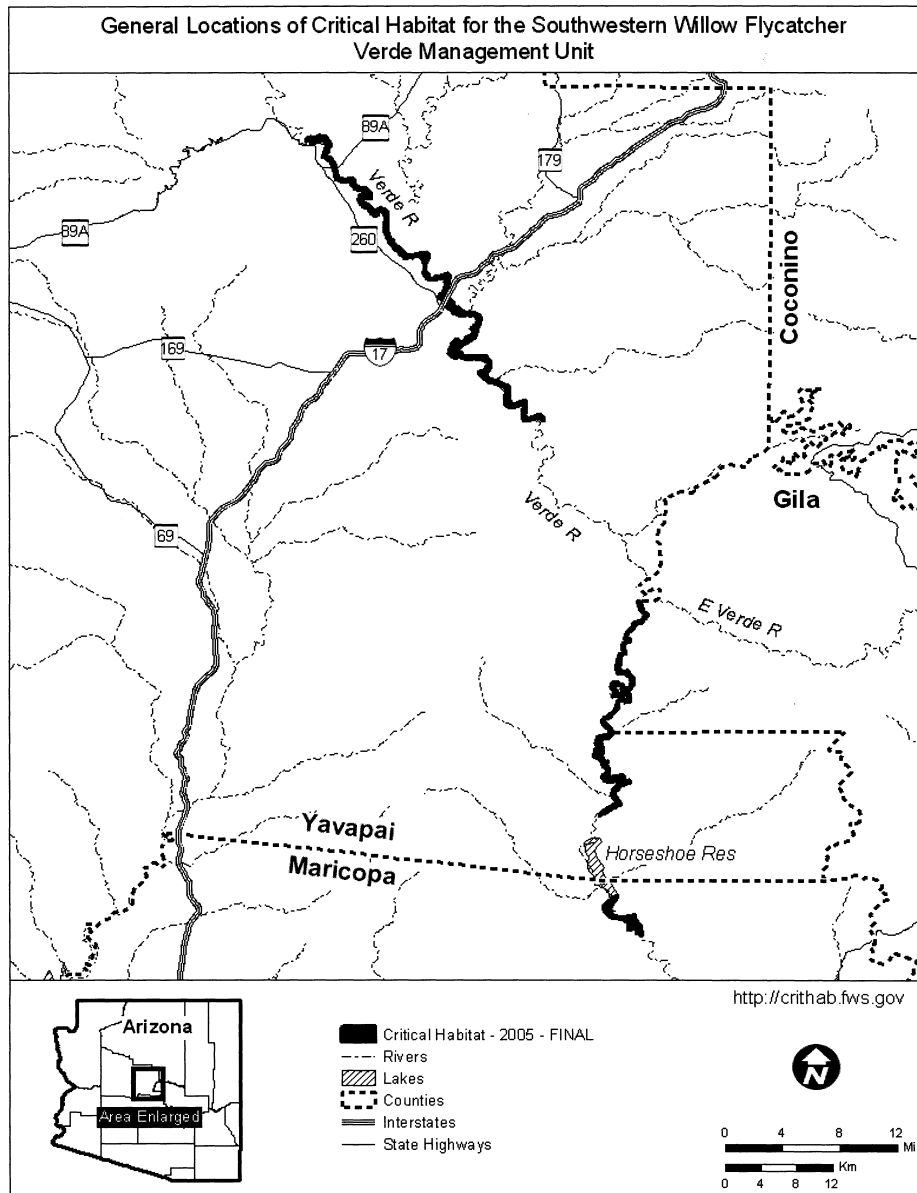 General Locations of Critical Habitat for the Southwestern Willow Flycatcher
Verde Management Unit
89A
179
Verde R
89A
260
Coconino
169
17
Gila
Verde R
69
E Verde R
Yavapai
Horseshoe Res
Maricopa
http://crithab.fws.gov
Arizona
Area Enlarged
Critical Habitat - 2005 - FINAL
Rivers
Lakes
Counties
Interstates
State Highways
N
0 4 8 12
Mi
Km
0 4 8 12